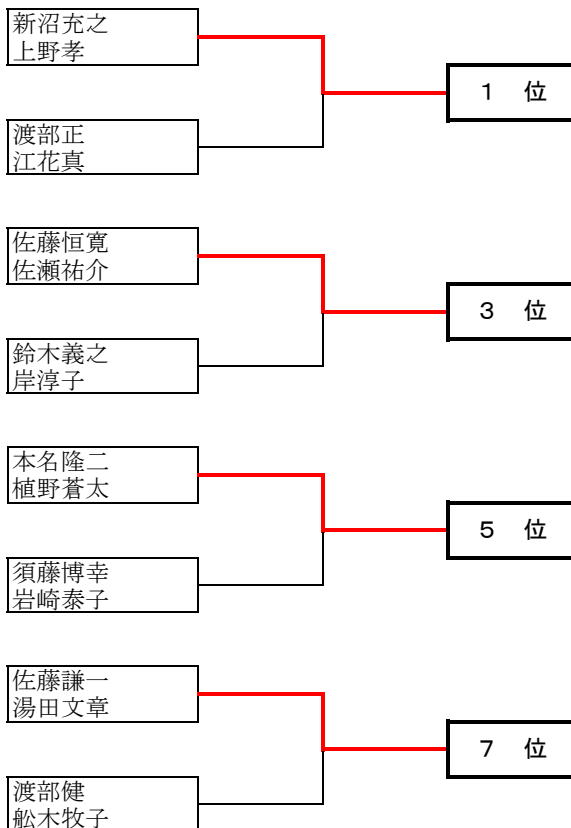 新沼充之
上野孝
1 位
渡部正
江花真
佐藤恒寛
佐瀬祐介
3 位
鈴木義之
岸淳子
本名隆二
植野蒼太
5 位
須藤博幸
岩崎泰子
佐藤謙一
湯田文章
7 位
渡部健
舩木牧子